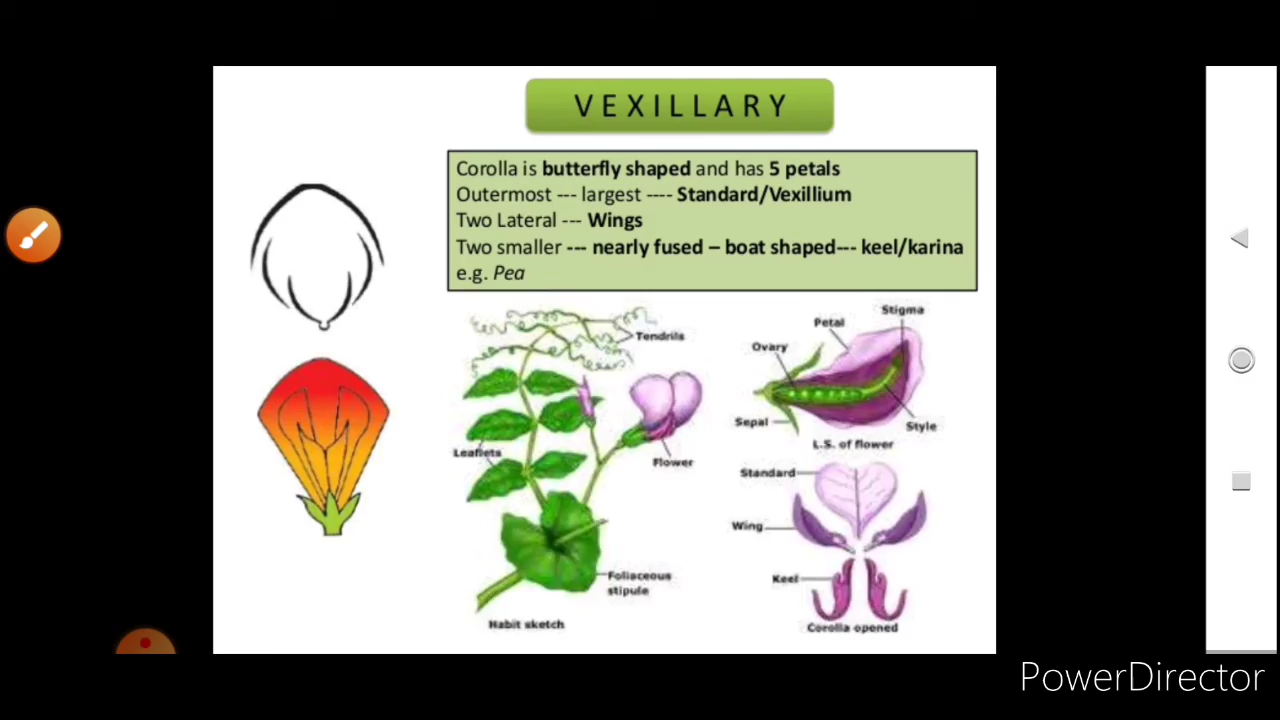 VEXILLARY
Corolla is butterfly shaped and has 5 petals
Outermost --- largest ---- Standard/Vexillium
Two Lateral --- Wings
Two smaller --- nearly fused – boat shaped--- keel/karina
e.g. Pea
Tendrils
Leaflets
Flower
Foliaceous
stipule
Habit sketch
Stigma
Petal
Ovary
Sepal
Style
L.S. of flower
Standard
Wing
Keel
Corolla opened
PowerDirector